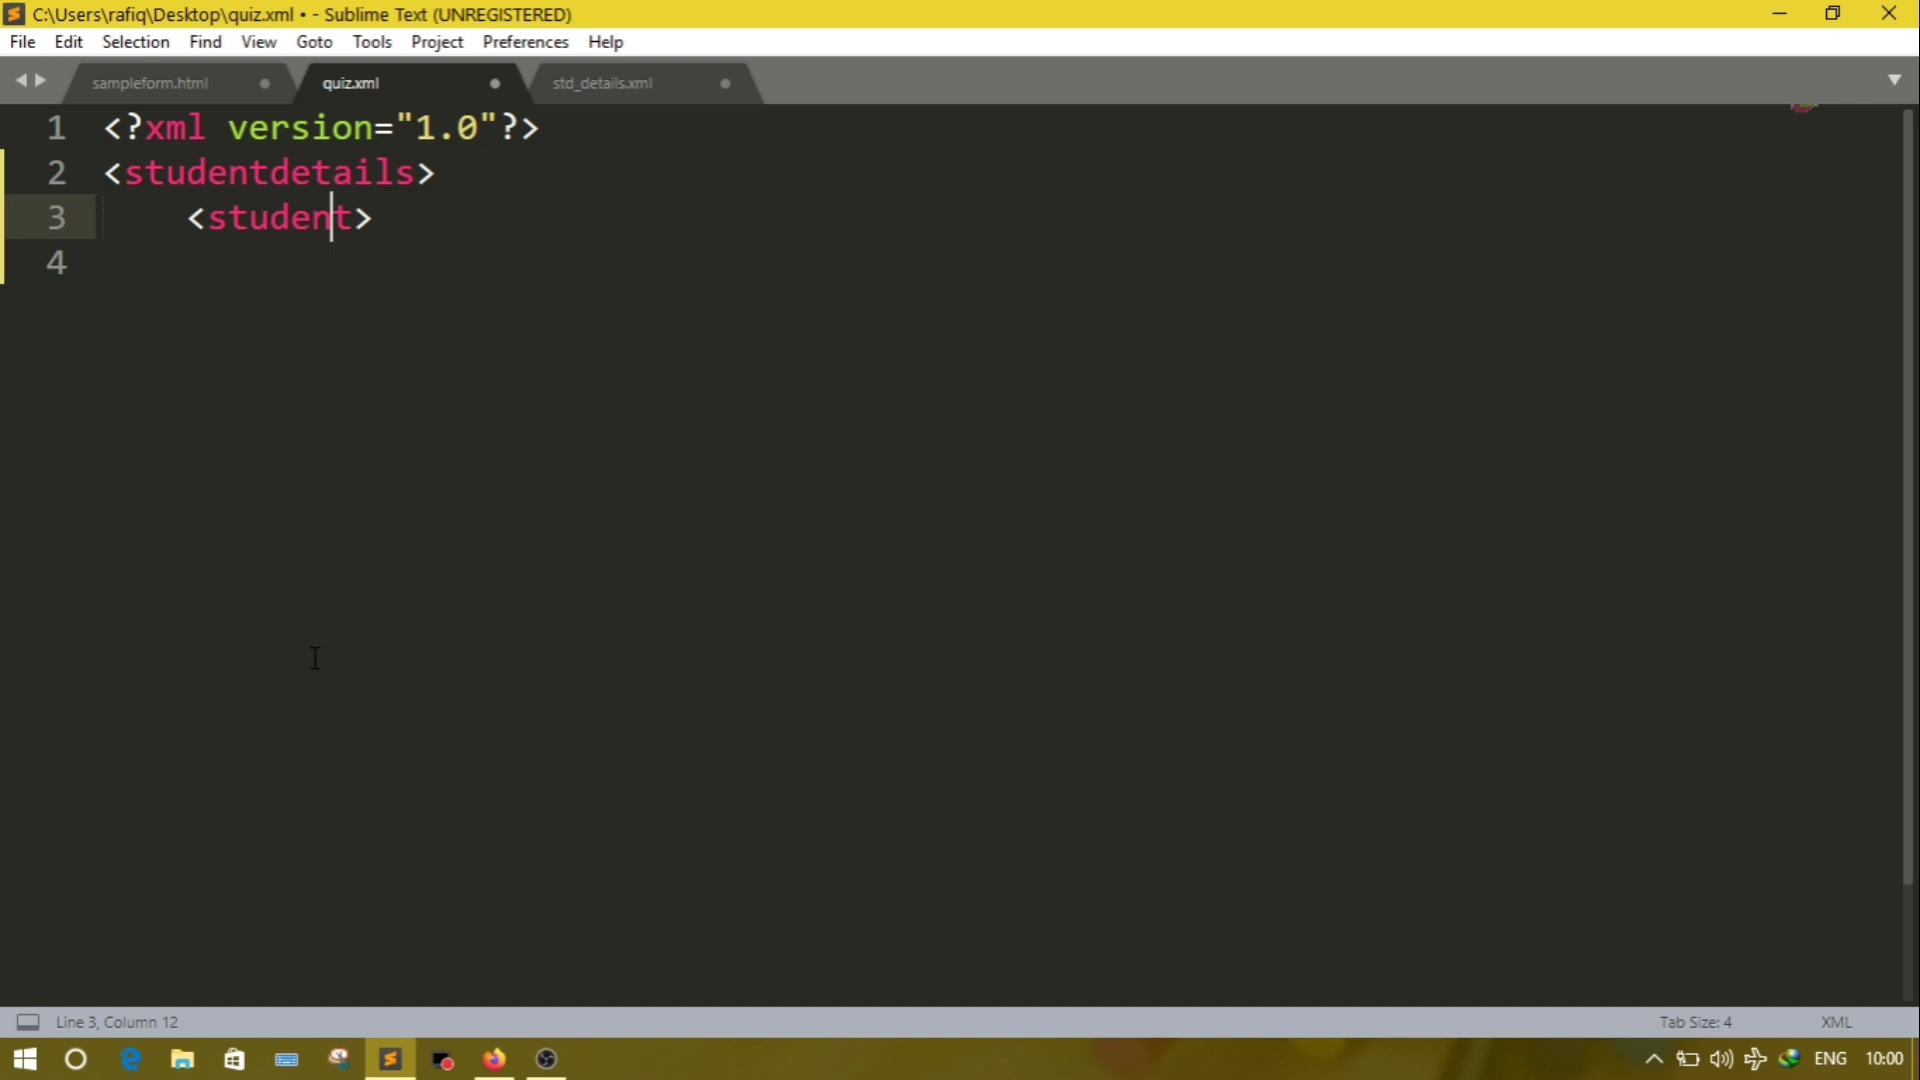 C:\Users\rafiq\Desktop\quiz.xml • - Sublime Text (UNREGISTERED)
File Edit Selection Find View Goto Tools Project Preferences Help
sampleform.html quiz.xml std_details.xml
1 <?xml version="1.0"?>
2 <studentdetails>
3 <student>
4
Line 3, Column 12 Tab Size: 4 XML
ENG 10:00